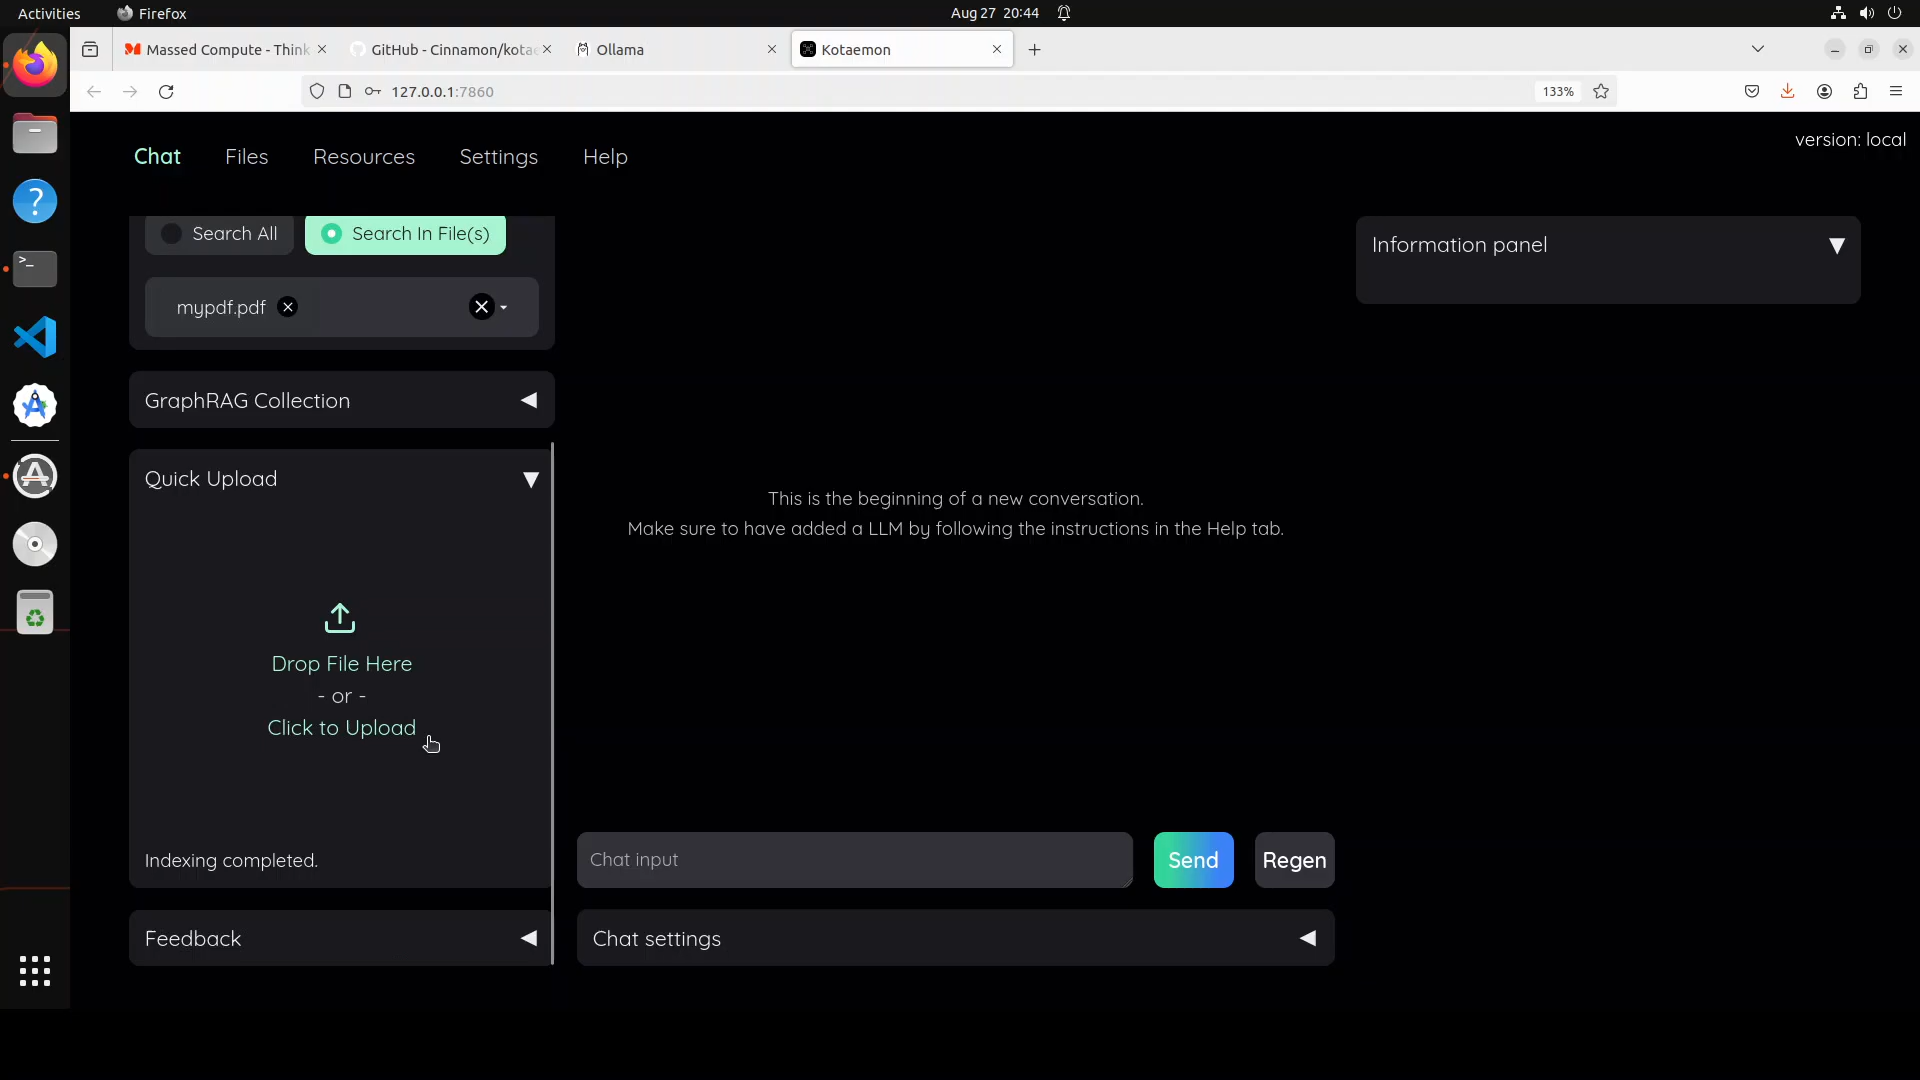 Activities
Firefox
Aug 27 20:44
Massed Compute - Think
GitHub - Cinnamon/kotae
Ollama
Kotaemon
127.0.0.1:7860
133%
Chat
Files
Resources
Settings
Help
version: local
Search All
Search In File(s)
mypdf.pdf
GraphRAG Collection
Quick Upload
Drop File Here
- or -
Click to Upload
Indexing completed.
Feedback
This is the beginning of a new conversation.
Make sure to have added a LLM by following the instructions in the Help tab.
Chat input
Send
Regen
Chat settings
Information panel